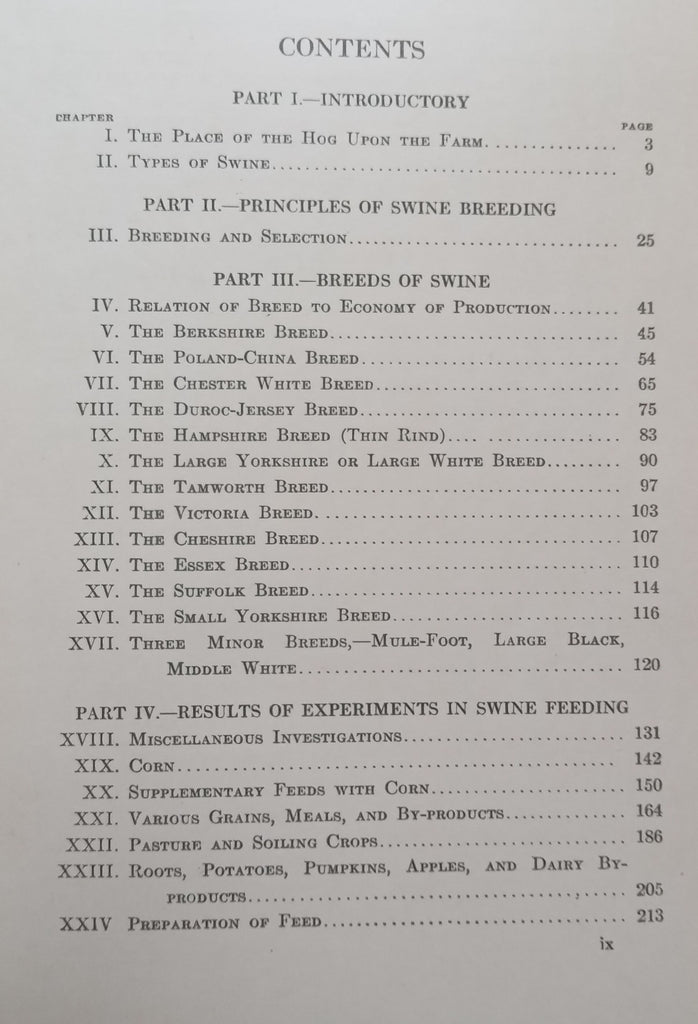 CONTENTS
PART I.—INTRODUCTORY
CHAPTER PAGE
I. The Place of the Hog Upon the Farm. .............. 3
II. Types of Swine...................................... 9
PART II.—PRINCIPLES OF SWINE BREEDING
III. Breeding and Selection.............................. 25
PART III.—BREEDS OF SWINE
IV. Relation of Breed to Economy of Production........ 41
V. The Berkshire Breed................................ 45
VI. The Poland-China Breed............................. 54
VII. The Chester White Breed........................... 65
VIII. The Duroc-Jersey Breed............................. 75
IX. The Hampshire Breed (Thin Rind).... ............... 83
X. The Large Yorkshire or Large White Breed......... 90
XI. The Tamworth Breed................................ 97
XII. The Victoria Breed. ................................ 103
XIII. The Cheshire Breed................................. 107
XIV. The Essex Breed.................................... 110
XV. The Suffolk Breed.................................. 114
XVI. The Small Yorkshire Breed......................... 116
XVII. Three Minor Breeds,—Mule-Foot, Large Black,
Middle White.................................... 120
PART IV.—RESULTS OF EXPERIMENTS IN SWINE FEEDING
XVIII. Miscellaneous Investigations........................ 131
XIX. Corn................................................ 142
XX. Supplementary Feeds with Corn..................... 150
XXI. Various Grains, Meals, and By-products............. 164
XXII. Pasture and Soiling Crops........................... 186
XXIII. Roots, Potatoes, Pumpkins, Apples, and Dairy By-
products.......................................... 205
XXIV Preparation of Feed................................. 213
ix